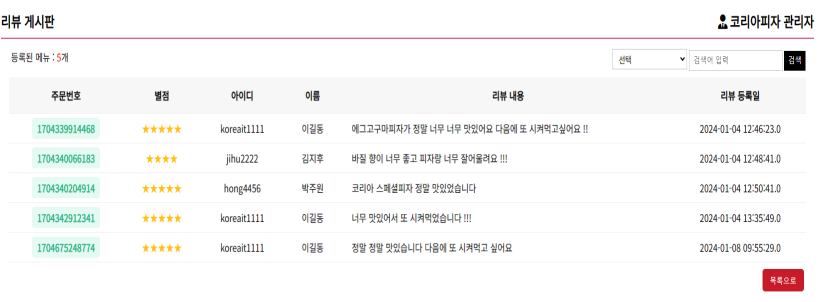 리뷰 게시판
코리아피자 관리자
등록된 메뉴 : 5개
선택 검색어 입력 검색
주문번호 별점 아이디 이름 리뷰 내용 리뷰 등록일
1704339914468 ★★★★★ koreait1111 이길동 에그고구마피자가 정말 너무 너무 맛있어요 다음에 또 시켜먹고싶어요 !! 2024-01-04 12:46:23.0
1704340066183 ★★★★ jihu2222 김지후 바질 향이 너무 좋고 피자랑 너무 잘어울려요 !!! 2024-01-04 12:48:41.0
1704340204914 ★★★★★ hong4456 박주원 코리아 스페셜피자 정말 맛있었습니다 2024-01-04 12:50:41.0
1704342912341 ★★★★★ koreait1111 이길동 너무 맛있어서 또 시켜먹었습니다 !!! 2024-01-04 13:35:49.0
1704675248774 ★★★★★ koreait1111 이길동 정말 정말 맛있습니다 다음에 또 시켜먹고 싶어요 2024-01-08 09:55:29.0
목록으로